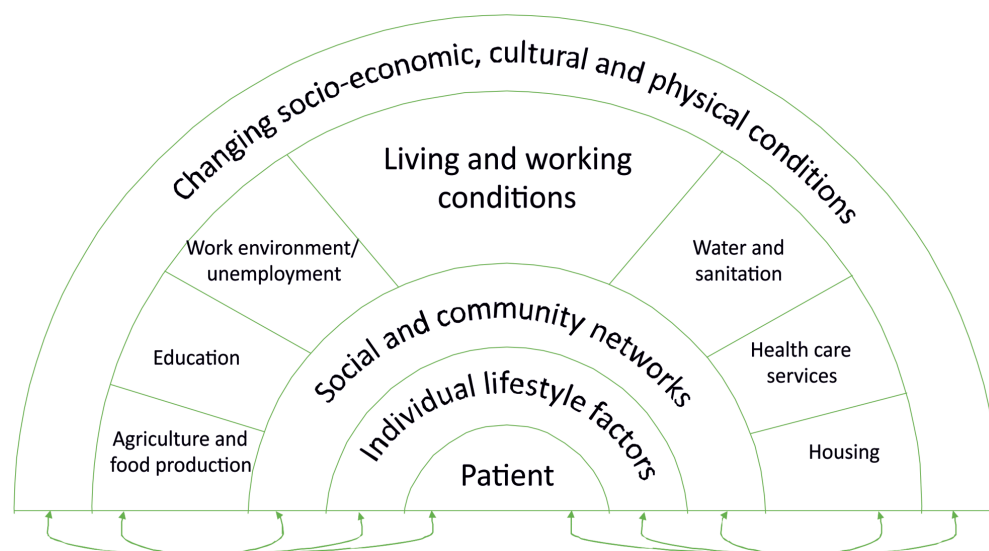 Changing socio-economic, cultural and physical conditions
Living and working
conditions
Work environment/
unemployment
Water and
sanitation
Education
Health care
services
Agriculture and
food production
Housing
Social and community networks
Individual lifestyle factors
Patient